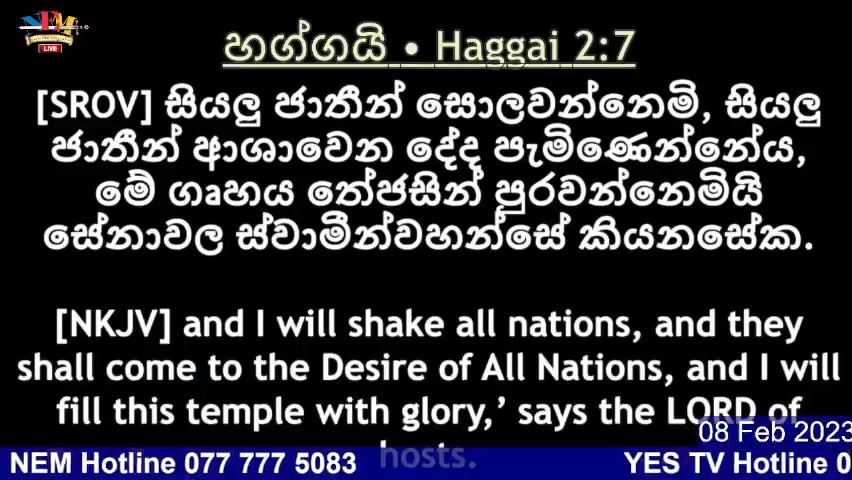 NEM
LIVE
හග්ගයි • Haggai 2:7
[SROV] සියලු ජාතීන් සොලවන්නෙමි, සියලු
ජාතීන් ආශාවෙන දේද පැමිණෙන්නේය,
මේ ගෘහය තේජසින් පුරවන්නෙමියි
සේනාවල ස්වාමීන්වහන්සේ කියනසේක.
[NKJV] and I will shake all nations, and they
shall come to the Desire of All Nations, and I will
fill this temple with glory,’ says the LORD of
hosts.
08 Feb 2023
NEM Hotline 077 777 5083
YES TV Hotline 0